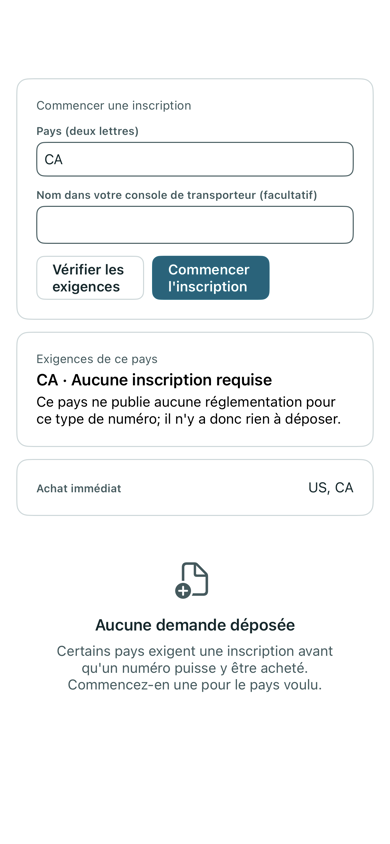 Commencer une inscription
Pays (deux lettres)
CA
Nom dans votre console de transporteur (facultatif)
Vérifier les
exigences
Commencer
l'inscription
Exigences de ce pays
CA · Aucune inscription requise
Ce pays ne publie aucune réglementation pour
ce type de numéro; il n'y a donc rien à déposer.
Achat immédiat
US, CA
Aucune demande déposée
Certains pays exigent une inscription avant
qu'un numéro puisse y être acheté.
Commencez-en une pour le pays voulu.